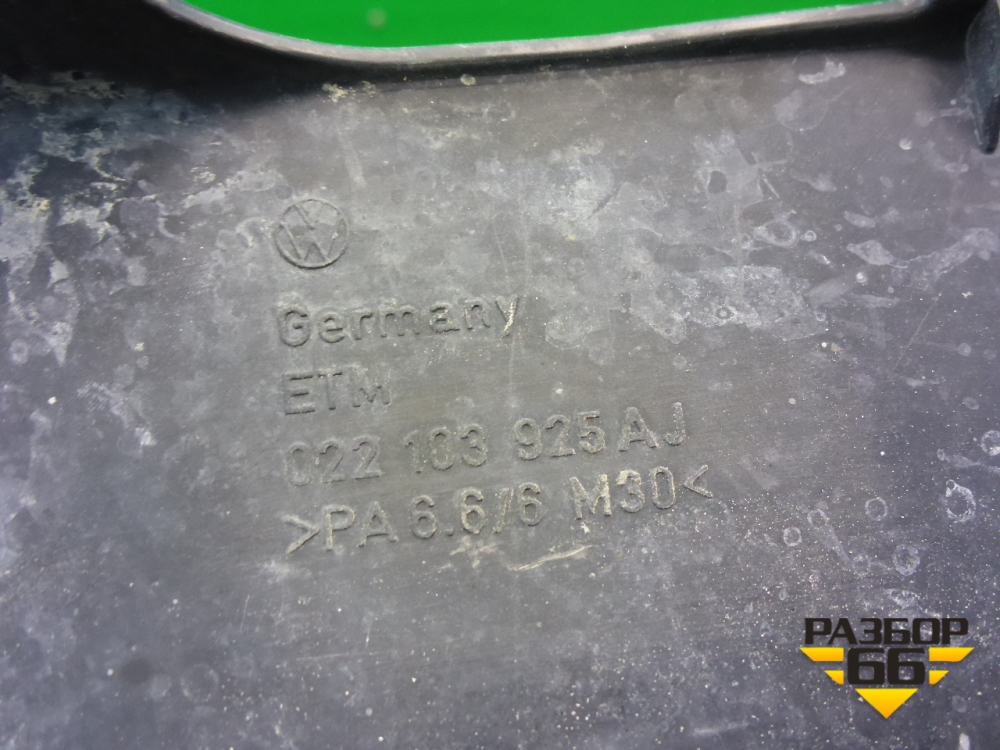 Germany
ETM
022 103 925 AJ
>PA 6.6/6 M30<
РАЗБОР
66